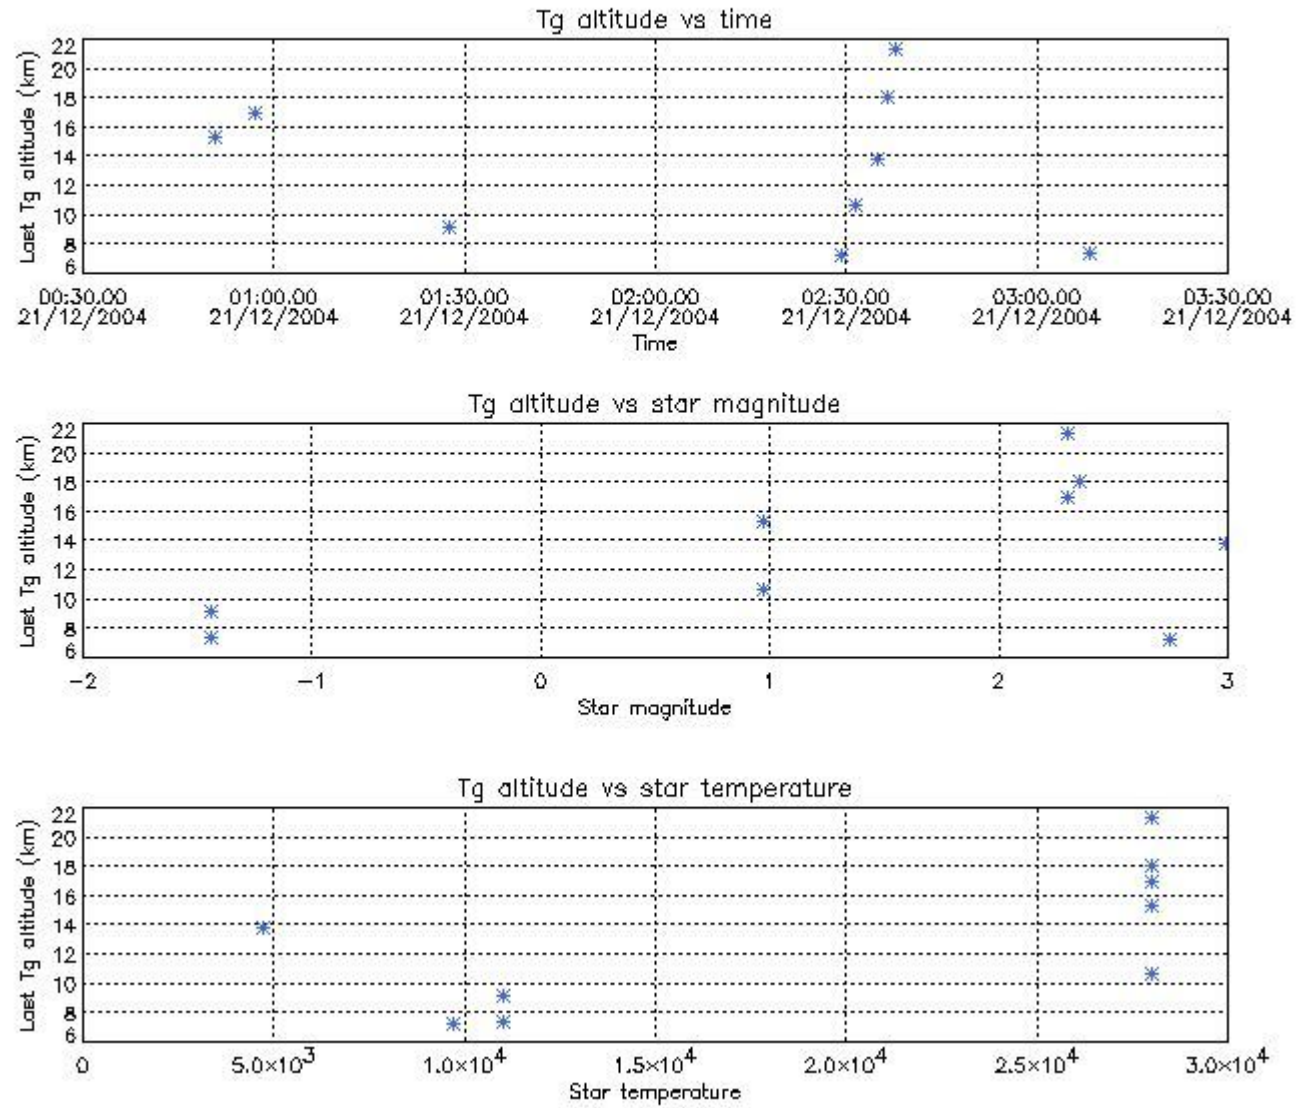 Tg altitude vs time
Last Tg altitude (km)
22
20
18
16
14
12
10
8
6
00:30.00 01:00.00 01:30.00 02:00.00 02:30.00 03:00.00 03:30.00
21/12/2004 21/12/2004 21/12/2004 21/12/2004 21/12/2004 21/12/2004 21/12/2004
Time
Tg altitude vs star magnitude
Last Tg altitude (km)
22
20
18
16
14
12
10
8
6
-2 -1 0 1 2 3
Star magnitude
Tg altitude vs star temperature
Last Tg altitude (km)
22
20
18
16
14
12
10
8
6
0 5.0×10³ 1.0×10⁴ 1.5×10⁴ 2.0×10⁴ 2.5×10⁴ 3.0×10⁴
Star temperature